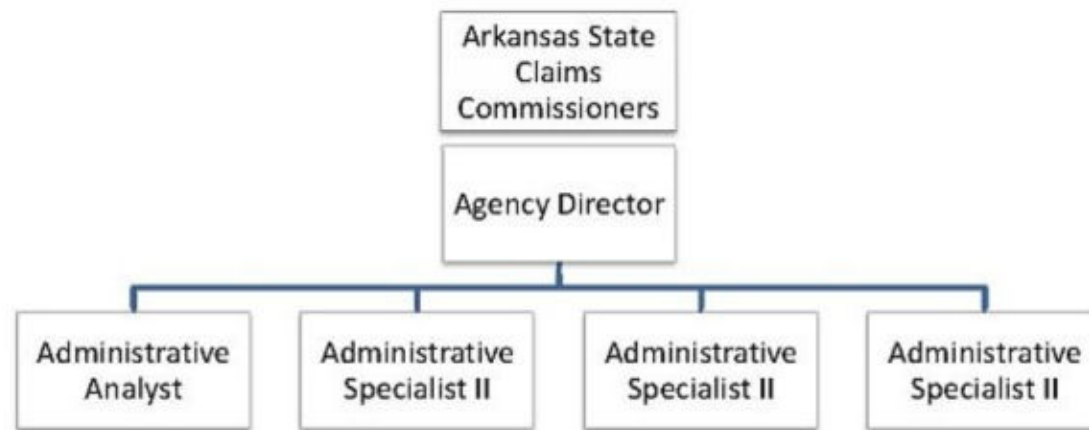 Arkansas State
Claims
Commissioners
Agency Director
Administrative
Analyst
Administrative
Specialist II
Administrative
Specialist II
Administrative
Specialist II